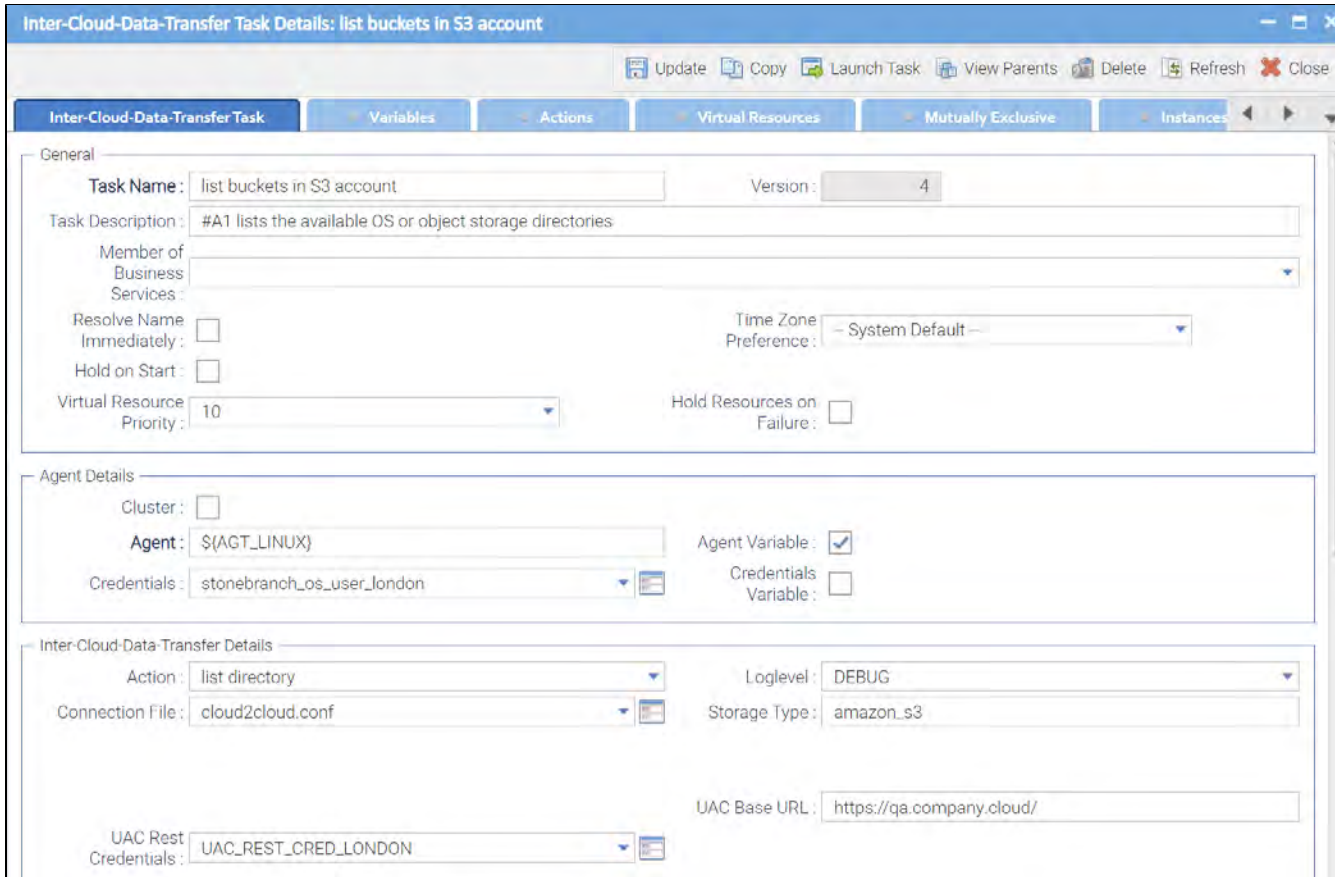 Inter-Cloud-Data-Transfer Task Details: list buckets in S3 account
Update Copy Launch Task View Parents Delete Refresh Close
Inter-Cloud-Data-Transfer Task Variables Actions Virtual Resources Mutually Exclusive Instances
General
Task Name : list buckets in S3 account Version : 4
Task Description : #A1 lists the available OS or object storage directories
Member of
Business
Services :
Resolve Name
Immediately :
Time Zone
Preference : -- System Default --
Hold on Start :
Virtual Resource
Priority : 10
Hold Resources on
Failure :
Agent Details
Cluster :
Agent : ${AGT_LINUX} Agent Variable :
Credentials : stonebranch_os_user_london
Credentials
Variable :
Inter-Cloud-Data-Transfer Details
Action : list directory Loglevel : DEBUG
Connection File : cloud2cloud.conf Storage Type : amazon_s3
UAC Base URL : https://qa.company.cloud/
UAC Rest
Credentials : UAC_REST_CRED_LONDON